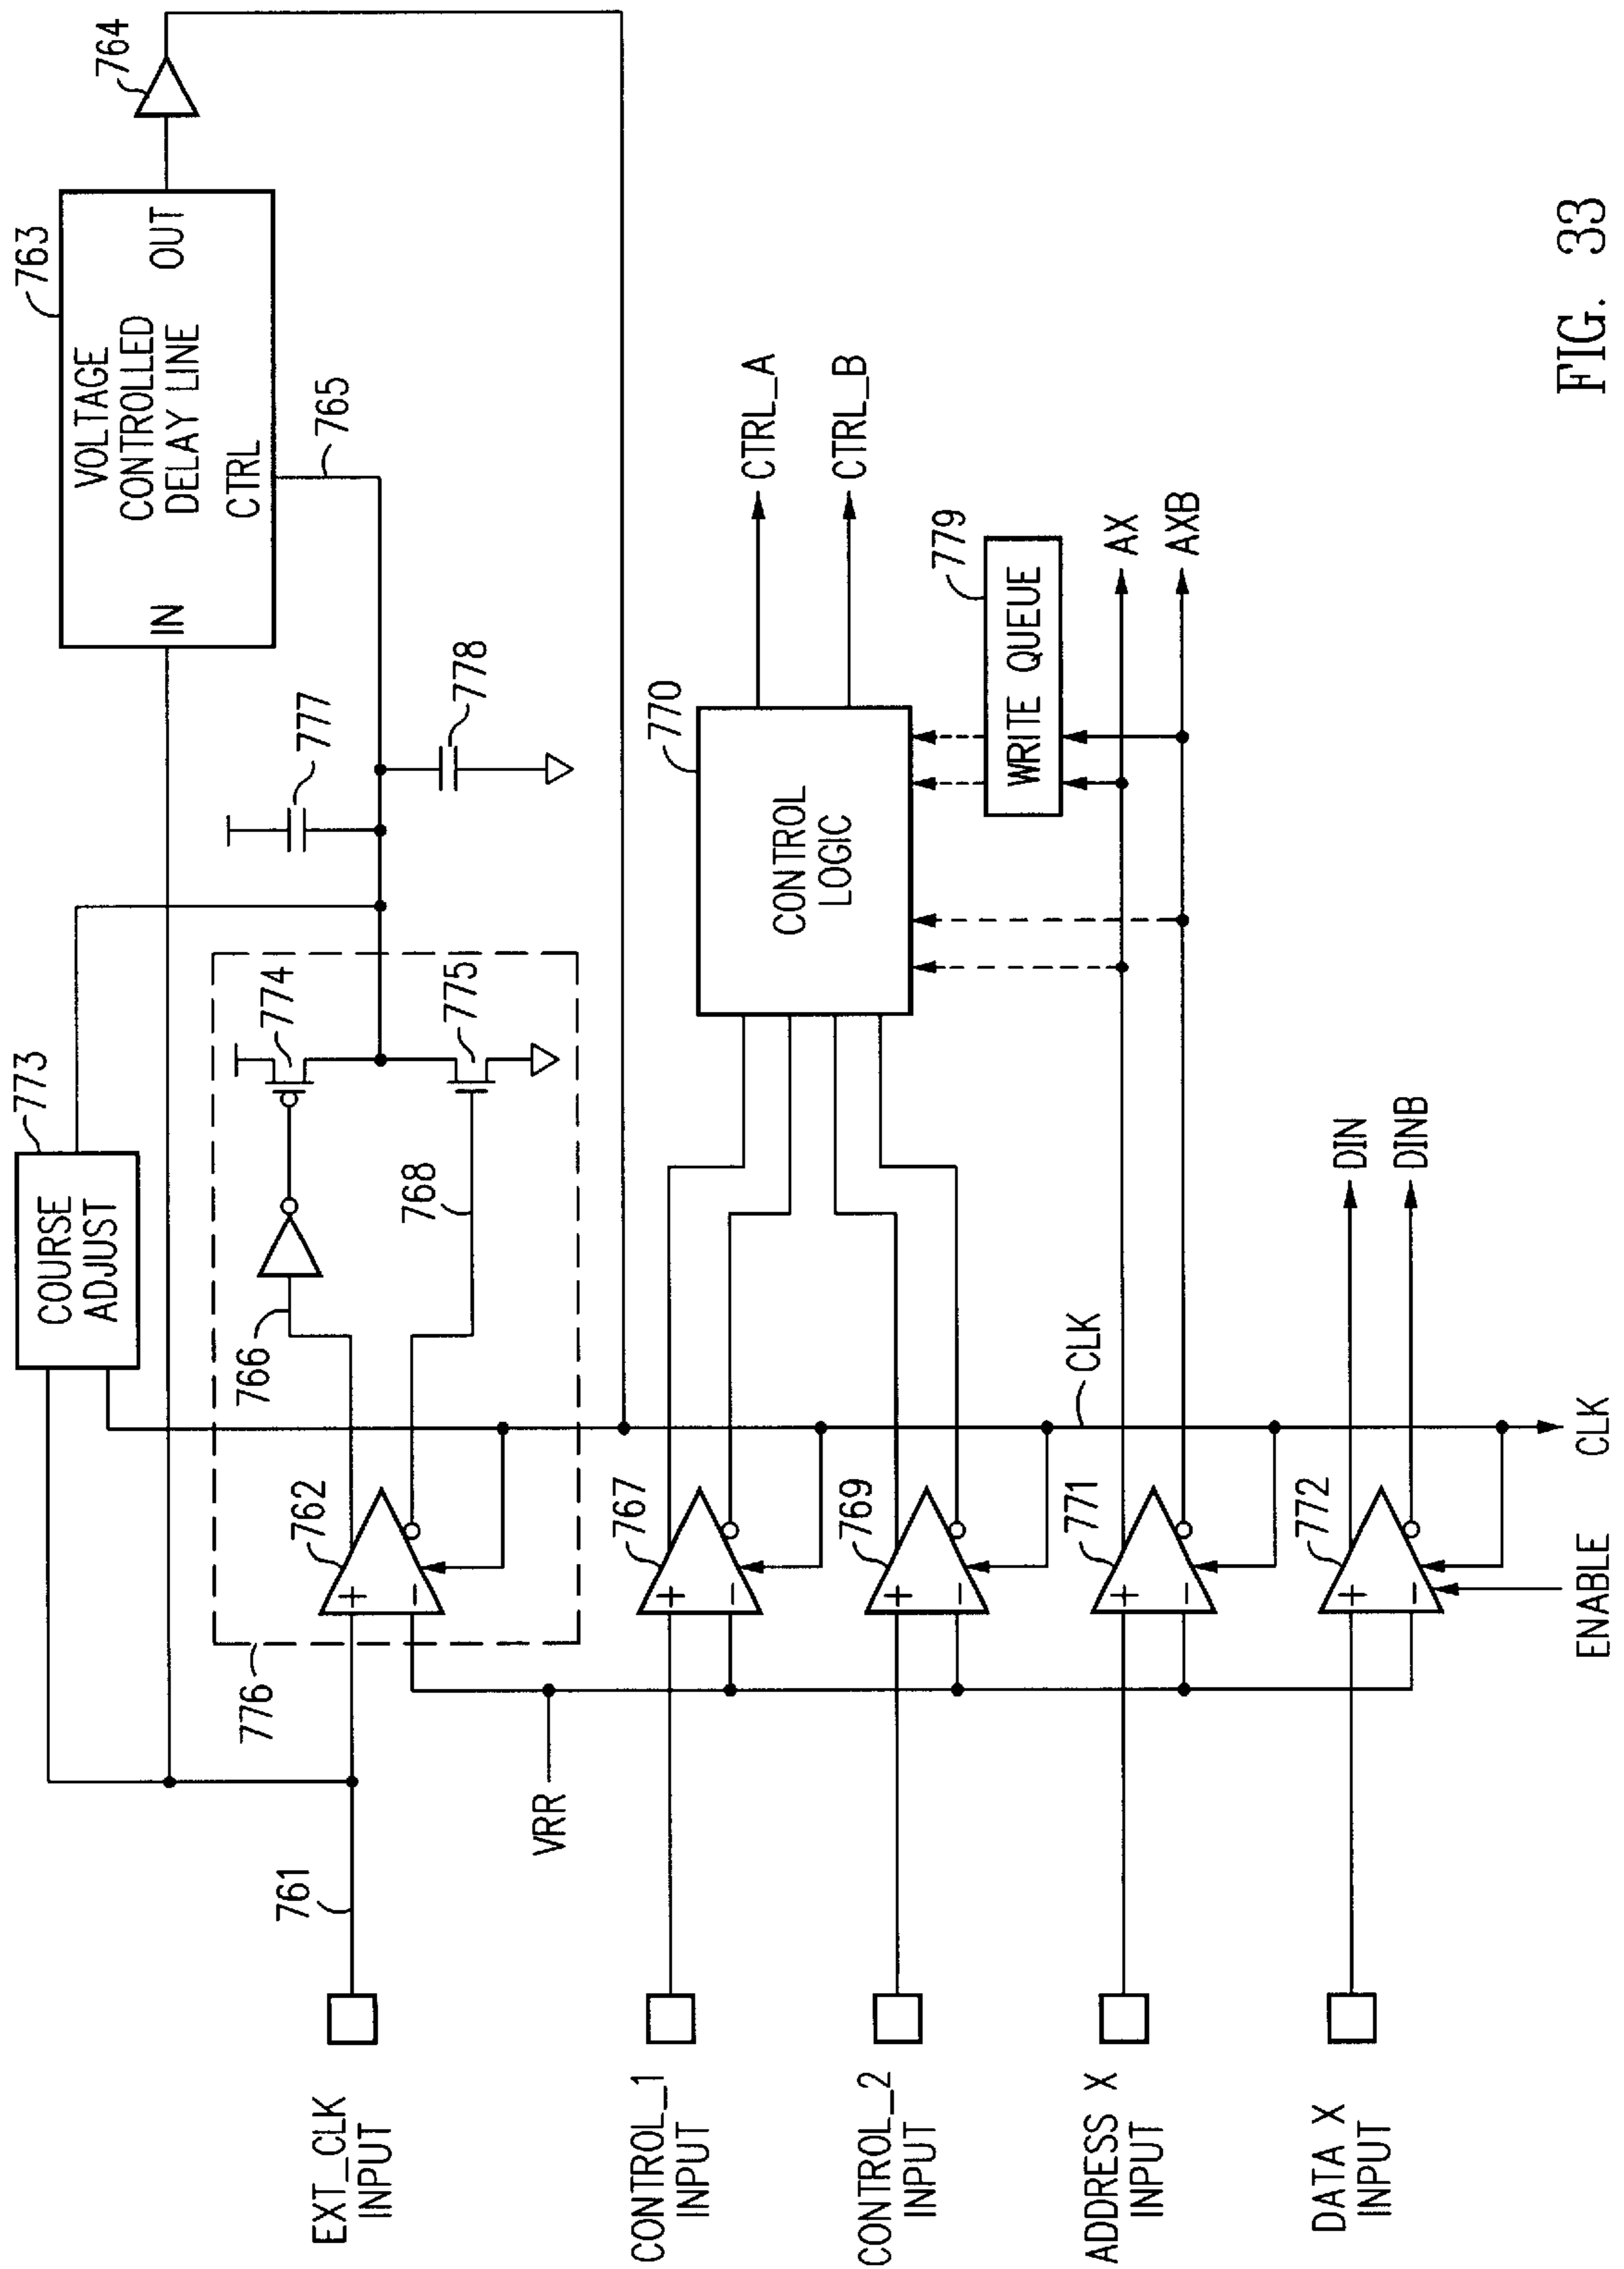 773
COURSE
ADJUST
763
VOLTAGE
CONTROLLED
DELAY LINE
IN
OUT
CTRL
764
765
777
778
776
762
+
−
766
768
774
775
761
EXT_CLK
INPUT
VRR
CONTROL_1
INPUT
767
+
−
770
CONTROL
LOGIC
CTRL_A
CTRL_B
CONTROL_2
INPUT
769
+
−
779
WRITE QUEUE
CLK
ADDRESS X
INPUT
771
+
−
AX
AXB
DATA X
INPUT
772
+
−
DIN
DINB
ENABLE
CLK
FIG. 33